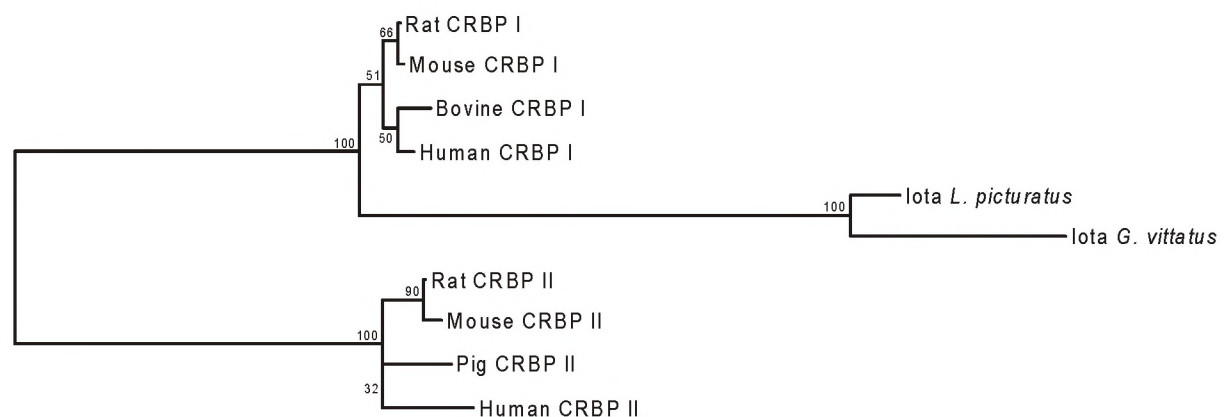 66
Rat CRBP I
Mouse CRBP I
51
Bovine CRBP I
50
Human CRBP I
100
Iota L. picturatus
100
Iota G. vittatus
Rat CRBP II
90
Mouse CRBP II
100
Pig CRBP II
32
Human CRBP II